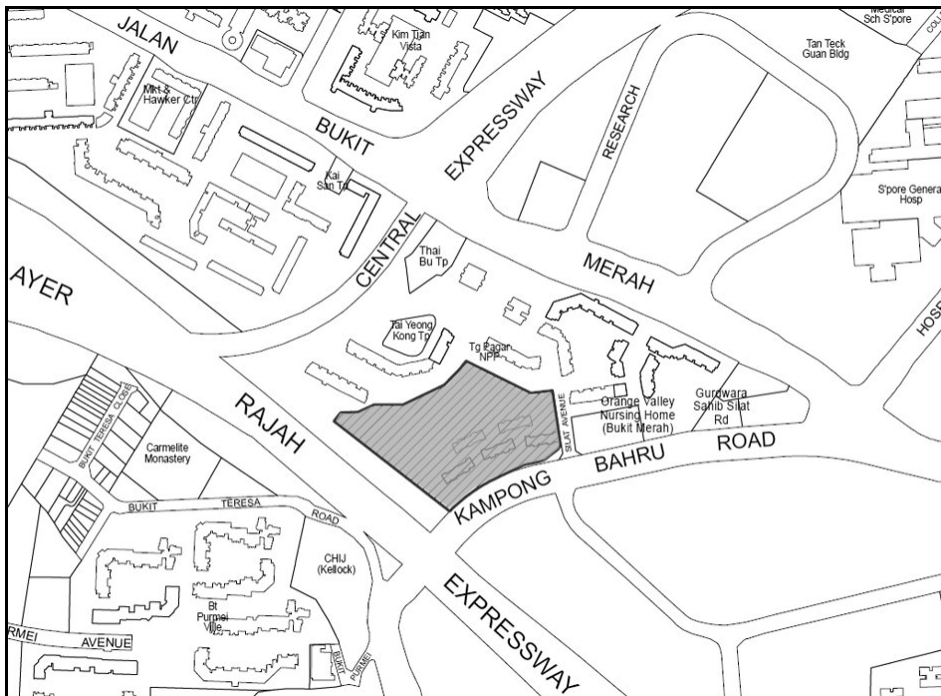 JALAN
Kim Tian
Vista
Sch S'pore
Tan Teck
Guan Bldg
Mkt &
Hawker Ctr
BUKIT
EXPRESSWAY
RESEARCH
Kai
San
S'pore General
Hosp
CENTRAL
Thai
Bu Tp
MERAH
AYER
Tai Yeong
Kong Tp
Tg Pagar
NPP
HOSP
RAJAH
Orange Valley
Nursing Home
(Bukit Merah)
Gurdwara
Sahib Silat
Rd
SILAT AVENUE
BUKIT TERESA CLOSE
Carmelite
Monastery
KAMPONG
BAHRU
ROAD
BUKIT
TERESA
ROAD
CHIJ
(Kellock)
EXPRESSWAY
Bt
Purmei
Ville
RMEI
AVENUE
BUKIT
PURMEI